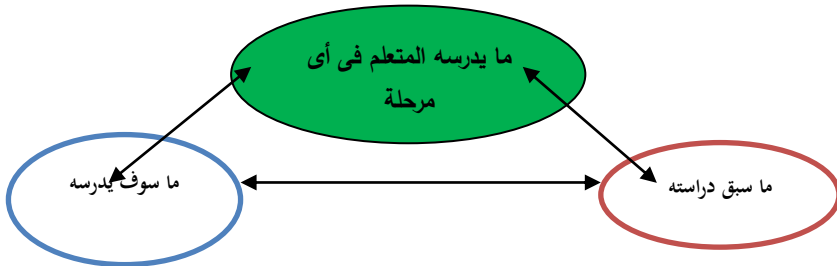 ما يدرسه المتعلم فى أى
مرحلة
ما سبق دراسته
ما سوف يدرسه